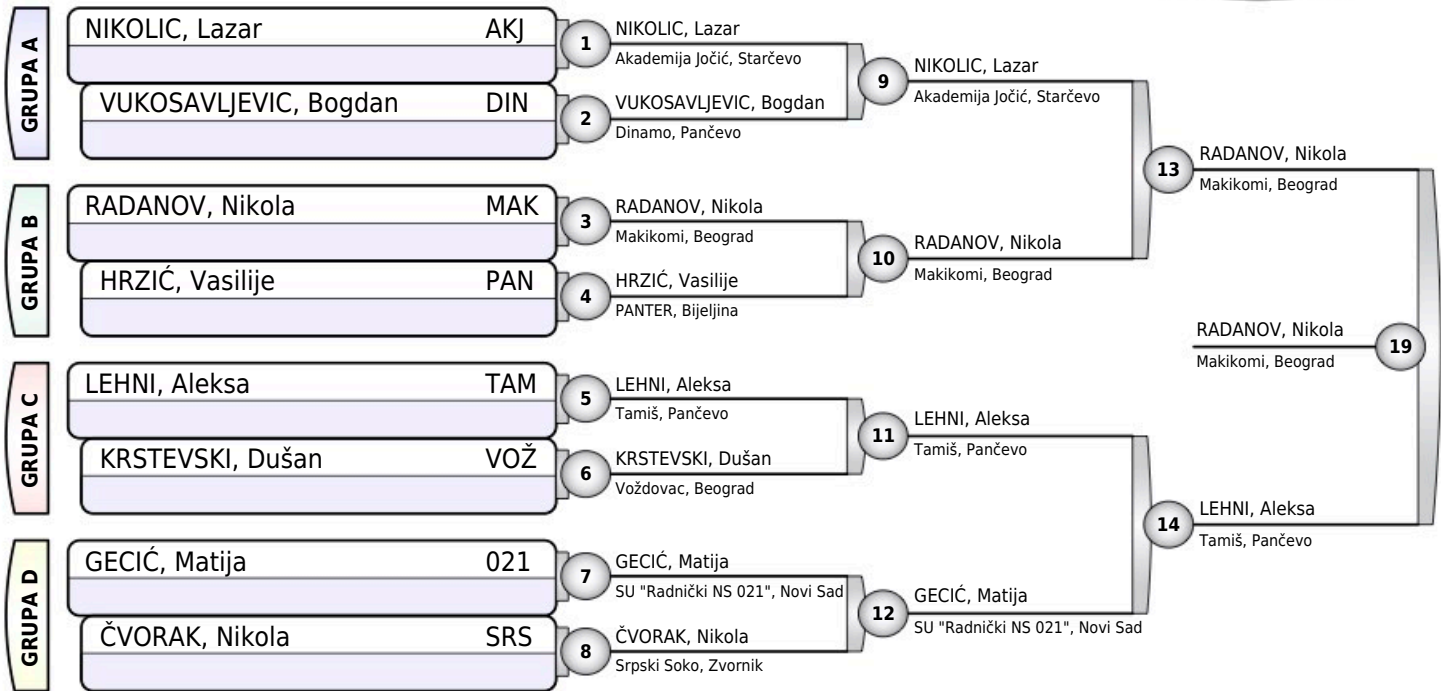 GRUPA A
NIKOLIC, Lazar AKJ
VUKOSAVLJEVIC, Bogdan DIN
GRUPA B
RADANOV, Nikola MAK
HRZIĆ, Vasilije PAN
GRUPA C
LEHNI, Aleksa TAM
KRSTEVSKI, Dušan VOŽ
GRUPA D
GECIĆ, Matija 021
ČVORAK, Nikola SRS
1
NIKOLIC, Lazar
Akademija Jočić, Starčevo
2
VUKOSAVLJEVIC, Bogdan
Dinamo, Pančevo
3
RADANOV, Nikola
Makikomi, Beograd
4
HRZIĆ, Vasilije
PANTER, Bijeljina
5
LEHNI, Aleksa
Tamiš, Pančevo
6
KRSTEVSKI, Dušan
Voždovac, Beograd
7
GECIĆ, Matija
SU "Radnički NS 021", Novi Sad
8
ČVORAK, Nikola
Srpski Soko, Zvornik
9
NIKOLIC, Lazar
Akademija Jočić, Starčevo
10
RADANOV, Nikola
Makikomi, Beograd
11
LEHNI, Aleksa
Tamiš, Pančevo
12
GECIĆ, Matija
SU "Radnički NS 021", Novi Sad
13
RADANOV, Nikola
Makikomi, Beograd
14
LEHNI, Aleksa
Tamiš, Pančevo
RADANOV, Nikola
Makikomi, Beograd
19